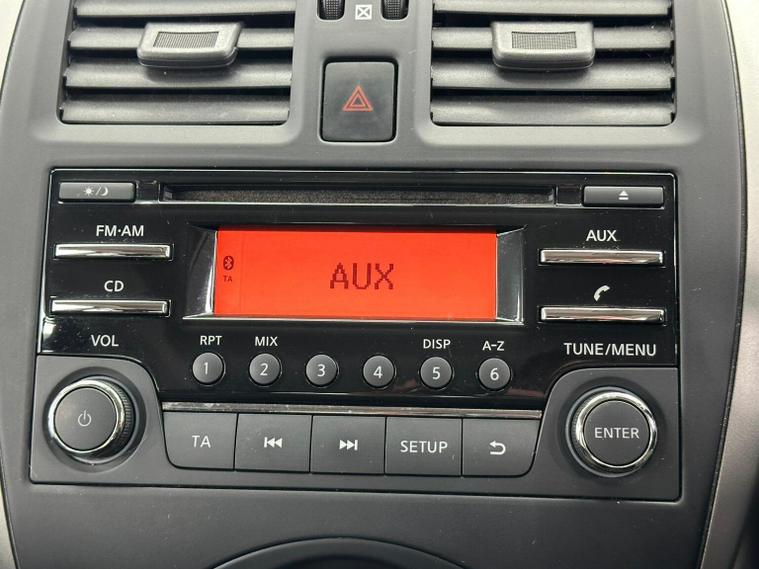 FM·AM
AUX
TA
AUX
CD
VOL
RPT
MIX
DISP
A-Z
TUNE/MENU
1
2
3
4
5
6
TA
SETUP
ENTER